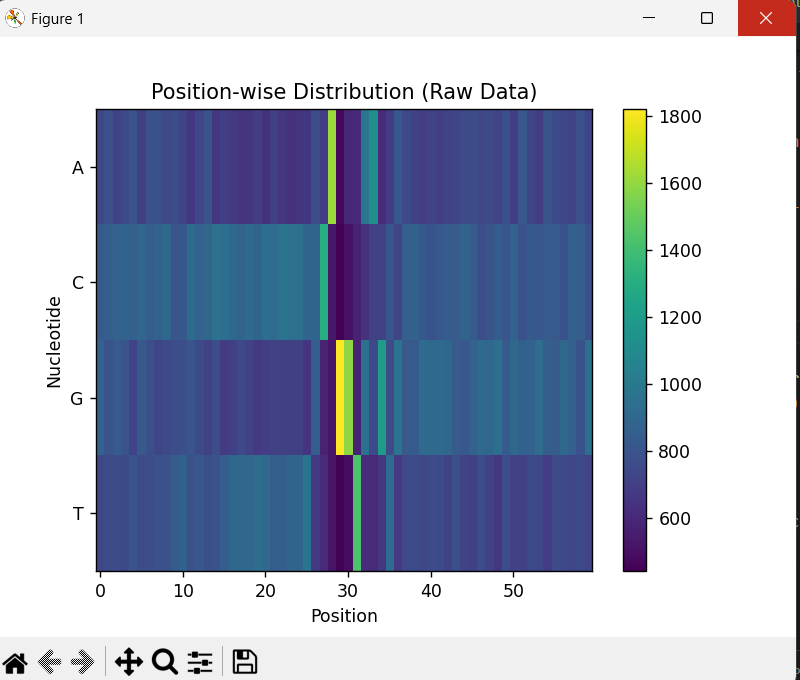 Figure 1
Position-wise Distribution (Raw Data)
Nucleotide
A
C
G
T
0 10 20 30 40 50
Position
1800
1600
1400
1200
1000
800
600